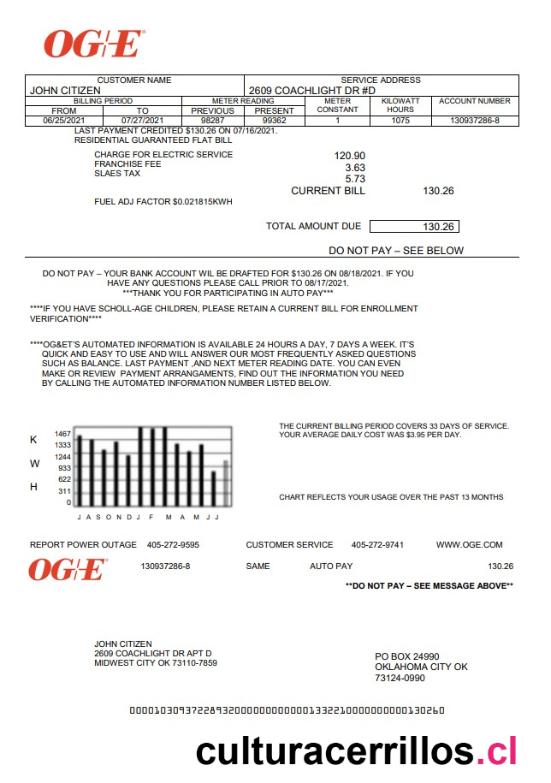 OG/E
CUSTOMER NAME SERVICE ADDRESS
JOHN CITIZEN 2609 COACHLIGHT DR #D
BILLING PERIOD METER READING METER KILOWATT ACCOUNT NUMBER
FROM TO PREVIOUS PRESENT CONSTANT HOURS
06/25/2021 07/27/2021 98287 99362 1 1075 130937286-8
LAST PAYMENT CREDITED $130.26 ON 07/16/2021.
RESIDENTIAL GUARANTEED FLAT BILL
CHARGE FOR ELECTRIC SERVICE 120.90
FRANCHISE FEE 3.63
SLAES TAX 5.73
CURRENT BILL 130.26
FUEL ADJ FACTOR $0.021815KWH
TOTAL AMOUNT DUE 130.26
DO NOT PAY – SEE BELOW
DO NOT PAY – YOUR BANK ACCOUNT WIL BE DRAFTED FOR $130.26 ON 08/18/2021. IF YOU
HAVE ANY QUESTIONS PLEASE CALL PRIOR TO 08/17/2021.
***THANK YOU FOR PARTICIPATING IN AUTO PAY***
****IF YOU HAVE SCHOLL-AGE CHILDREN, PLEASE RETAIN A CURRENT BILL FOR ENROLLMENT
VERIFICATION****
****OG&ET'S AUTOMATED INFORMATION IS AVAILABLE 24 HOURS A DAY, 7 DAYS A WEEK. IT'S
QUICK AND EASY TO USE AND WILL ANSWER OUR MOST FREQUENTLY ASKED QUESTIONS
SUCH AS BALANCE. LAST PAYMENT ,AND NEXT METER READING DATE. YOU CAN EVEN
MAKE OR REVIEW PAYMENT ARRANGAMENTS, FIND OUT THE INFORMATION YOU NEED
BY CALLING THE AUTOMATED INFORMATION NUMBER LISTED BELOW.
THE CURRENT BILLING PERIOD COVERS 33 DAYS OF SERVICE.
YOUR AVERAGE DAILY COST WAS $3.95 PER DAY.
K
W
H
1467
1333
1244
933
622
311
0
J A S O N D J F M A M J J
CHART REFLECTS YOUR USAGE OVER THE PAST 13 MONTHS
REPORT POWER OUTAGE 405-272-9595 CUSTOMER SERVICE 405-272-9741 WWW.OGE.COM
OG/E 130937286-8 SAME AUTO PAY 130.26
**DO NOT PAY – SEE MESSAGE ABOVE**
JOHN CITIZEN
2609 COACHLIGHT DR APT D
MIDWEST CITY OK 73110-7859
PO BOX 24990
OKLAHOMA CITY OK
73124-0990
culturacerrillos.cl